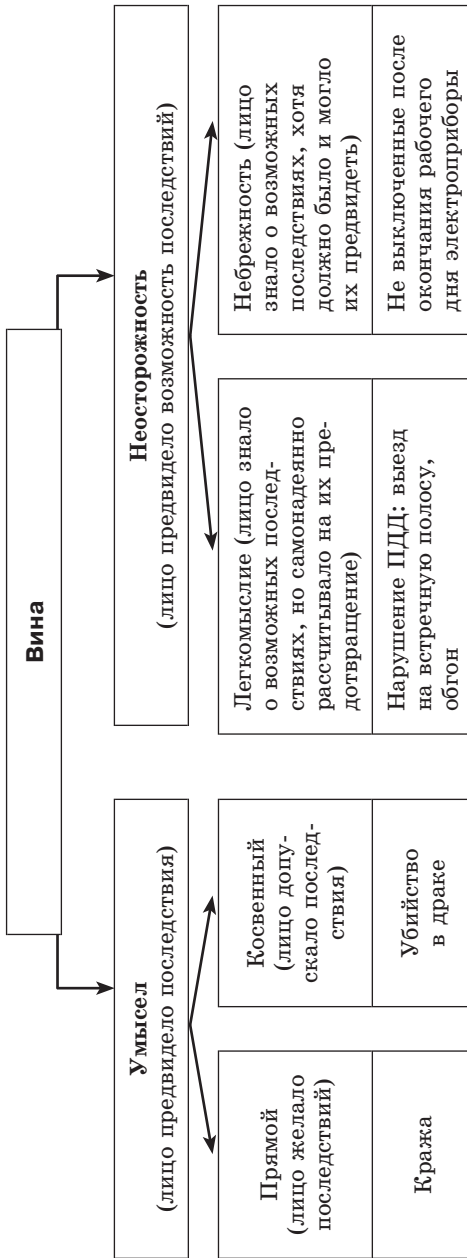 Вина
Умысел
(лицо предвидело последствия)
Неосторожность
(лицо предвидело возможность последствий)
Прямой
(лицо желало
последствий)
Косвенный
(лицо допу-
скало послед-
ствия)
Легкомыслие (лицо знало
о возможных послед-
ствиях, но самонадеянно
рассчитывало на их пре-
дотвращение)
Небрежность (лицо
знало о возможных
последствиях, хотя
должно было и могло
их предвидеть)
Кража
Убийство
в драке
Нарушение ПДД: выезд
на встречную полосу,
обгон
Не выключенные после
окончания рабочего
дня электроприборы